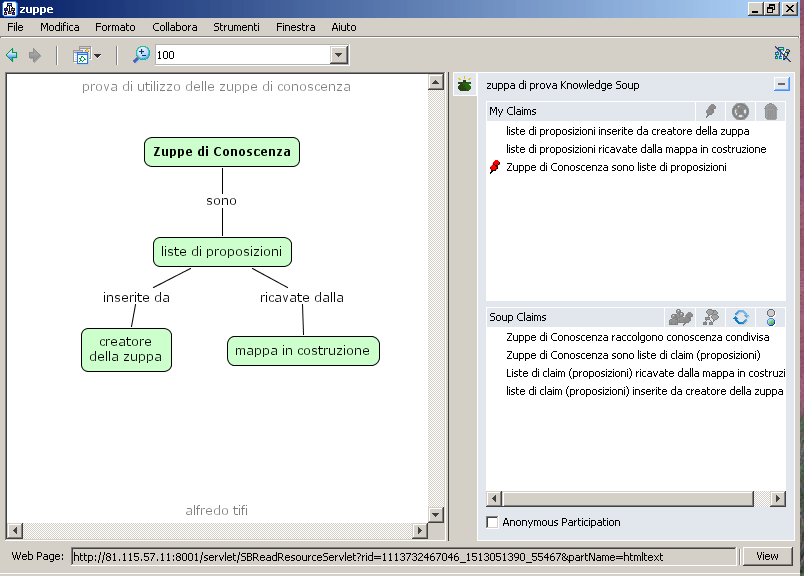 zuppe
File Modifica Formato Collabora Strumenti Finestra Aiuto
100
prova di utilizzo delle zuppe di conoscenza
Zuppe di Conoscenza
sono
liste di proposizioni
inserite da
ricavate dalla
creatore
della zuppa
mappa in costruzione
alfredo tifi
zuppa di prova Knowledge Soup
My Claims
liste di proposizioni inserite da creatore della zuppa
liste di proposizioni ricavate dalla mappa in costruzione
Zuppe di Conoscenza sono liste di proposizioni
Soup Claims
Zuppe di Conoscenza raccolgono conoscenza condivisa
Zuppe di Conoscenza sono liste di claim (proposizioni)
Liste di claim (proposizioni) ricavate dalla mappa in costruzi
liste di claim (proposizioni) inserite da creatore della zuppa
Anonymous Participation
Web Page: http://81.115.57.11:8001/servlet/SBReadResourceServlet?rid=1113732467046_1513051390_55467&partName=htmltext View